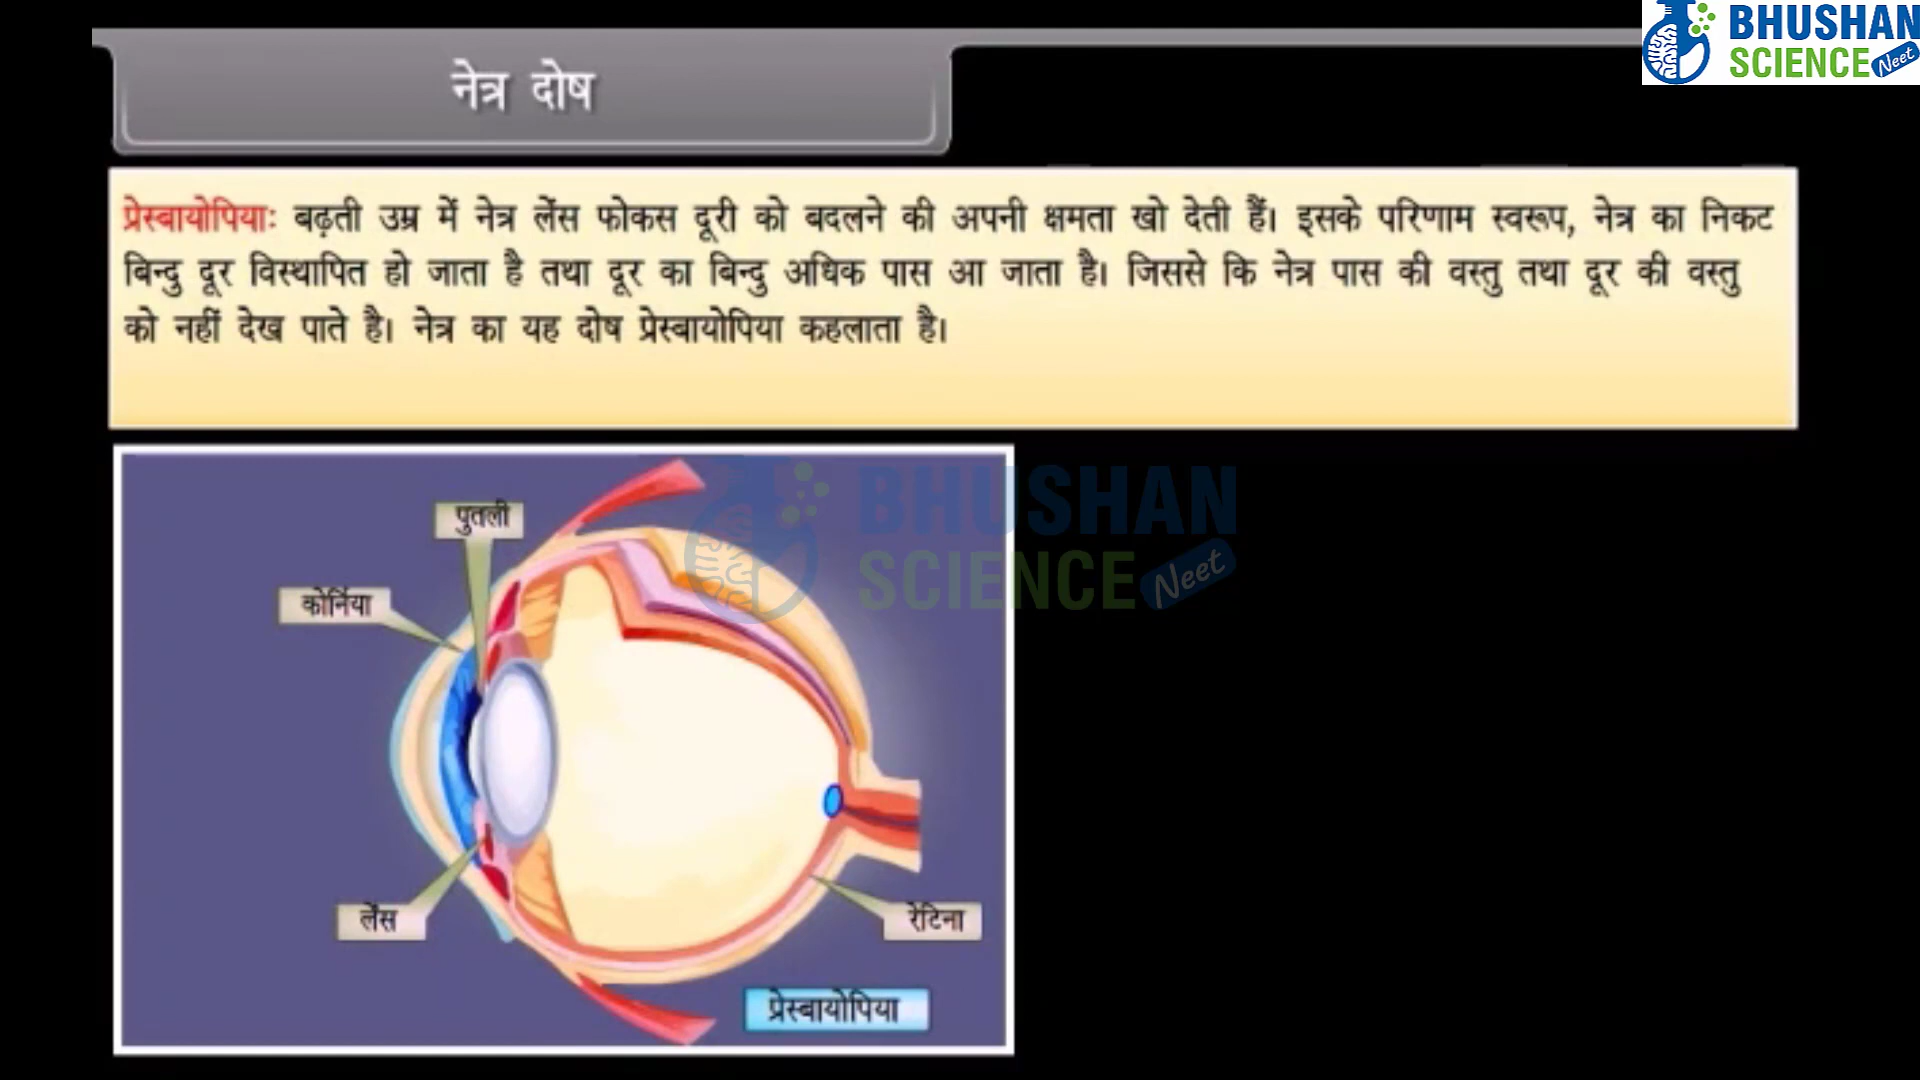 BHUSHAN
SCIENCE Neet
नेत्र दोष
प्रेस्बायोपियाः बढ़ती उम्र में नेत्र लेंस फोकस दूरी को बदलने की अपनी क्षमता खो देती हैं। इसके परिणाम स्वरूप, नेत्र का निकट
बिन्दु दूर विस्थापित हो जाता है तथा दूर का बिन्दु अधिक पास आ जाता है। जिससे कि नेत्र पास की वस्तु तथा दूर की वस्तु
को नहीं देख पाते है। नेत्र का यह दोष प्रेस्बायोपिया कहलाता है।
BHUSHAN
SCIENCE Neet
पुतली
कोर्निया
लेंस
रेटिना
प्रेस्बायोपिया